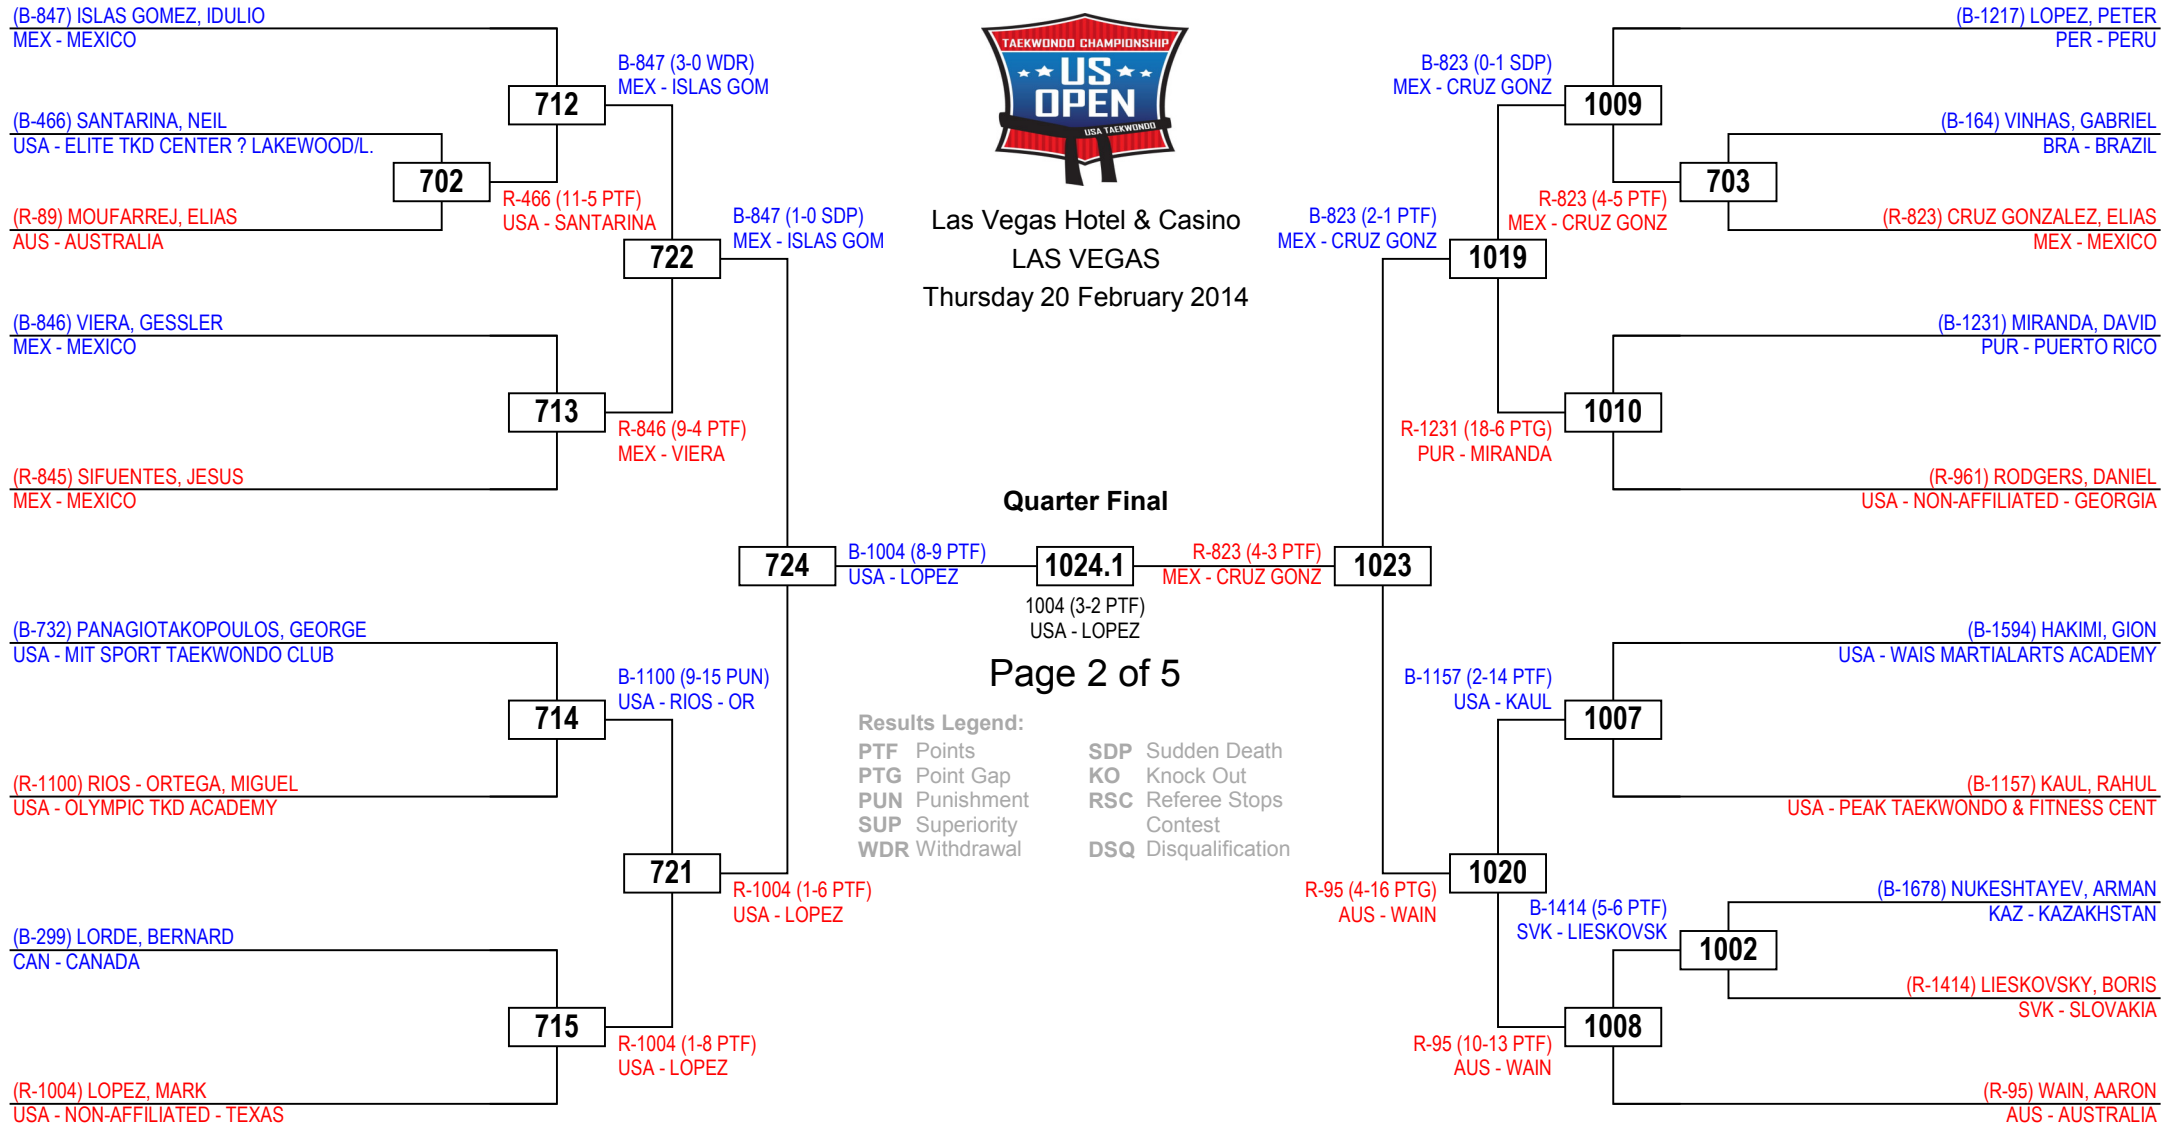 (B-847) ISLAS GOMEZ, IDULIO
MEX - MEXICO
B-847 (3-0 WDR)
MEX - ISLAS GOM
712
(B-466) SANTARINA, NEIL
USA - ELITE TKD CENTER ? LAKEWOOD/L.
702
R-466 (11-5 PTF)
USA - SANTARINA
(R-89) MOUFARREJ, ELIAS
AUS - AUSTRALIA
B-847 (1-0 SDP)
MEX - ISLAS GOM
722
(B-846) VIERA, GESSLER
MEX - MEXICO
713
R-846 (9-4 PTF)
MEX - VIERA
(R-845) SIFUENTES, JESUS
MEX - MEXICO
724
B-1004 (8-9 PTF)
USA - LOPEZ
(B-732) PANAGIOTAKOPOULOS, GEORGE
USA - MIT SPORT TAEKWONDO CLUB
B-1100 (9-15 PUN)
USA - RIOS - OR
714
(R-1100) RIOS - ORTEGA, MIGUEL
USA - OLYMPIC TKD ACADEMY
721
R-1004 (1-6 PTF)
USA - LOPEZ
(B-299) LORDE, BERNARD
CAN - CANADA
715
R-1004 (1-8 PTF)
USA - LOPEZ
(R-1004) LOPEZ, MARK
USA - NON-AFFILIATED - TEXAS
TAEKWONDO CHAMPIONSHIP
US
OPEN
USA TAEKWONDO
Las Vegas Hotel & Casino
LAS VEGAS
Thursday 20 February 2014
Quarter Final
1024.1
1004 (3-2 PTF)
USA - LOPEZ
Page 2 of 5
Results Legend:
PTF Points SDP Sudden Death
PTG Point Gap KO Knock Out
PUN Punishment RSC Referee Stops
SUP Superiority Contest
WDR Withdrawal DSQ Disqualification
(B-1217) LOPEZ, PETER
PER - PERU
B-823 (0-1 SDP)
MEX - CRUZ GONZ
1009
(B-164) VINHAS, GABRIEL
BRA - BRAZIL
703
R-823 (4-5 PTF)
MEX - CRUZ GONZ
(R-823) CRUZ GONZALEZ, ELIAS
MEX - MEXICO
B-823 (2-1 PTF)
MEX - CRUZ GONZ
1019
(B-1231) MIRANDA, DAVID
PUR - PUERTO RICO
1010
R-1231 (18-6 PTG)
PUR - MIRANDA
(R-961) RODGERS, DANIEL
USA - NON-AFFILIATED - GEORGIA
R-823 (4-3 PTF)
MEX - CRUZ GONZ
1023
(B-1594) HAKIMI, GION
USA - WAIS MARTIALARTS ACADEMY
B-1157 (2-14 PTF)
USA - KAUL
1007
(B-1157) KAUL, RAHUL
USA - PEAK TAEKWONDO & FITNESS CENT
1020
R-95 (4-16 PTG)
AUS - WAIN
(B-1678) NUKESHTAYEV, ARMAN
KAZ - KAZAKHSTAN
B-1414 (5-6 PTF)
SVK - LIESKOVSK
1002
(R-1414) LIESKOVSKY, BORIS
SVK - SLOVAKIA
1008
R-95 (10-13 PTF)
AUS - WAIN
(R-95) WAIN, AARON
AUS - AUSTRALIA